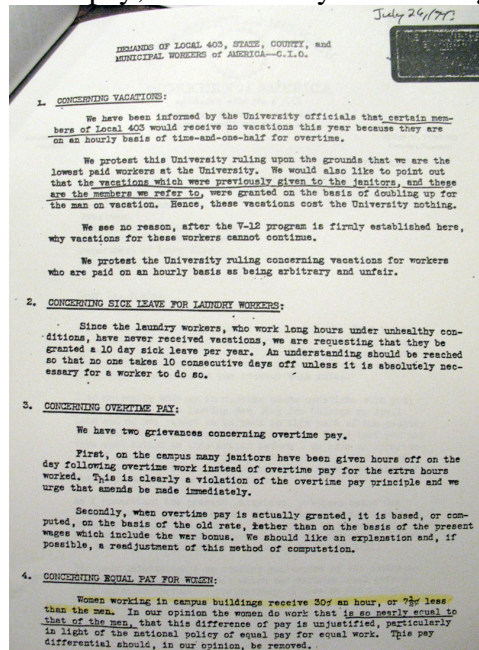 July 26, 1943
DEMANDS OF LOCAL 403, STATE, COUNTY, and
MUNICIPAL WORKERS of AMERICA--C.I.O.
1. CONCERNING VACATIONS:
We have been informed by the University officials that certain mem-
bers of Local 403 would receive no vacations this year because they are
on an hourly basis of time-and-one-half for overtime.
We protest this University ruling upon the grounds that we are the
lowest paid workers at the University. We would also like to point out
that the vacations which were previously given to the janitors, and these
are the members we refer to, were granted on the basis of doubling up for
the man on vacation. Hence, these vacations cost the University nothing.
We see no reason, after the V-12 program is firmly established here,
why vacations for these workers cannot continue.
We protest the University ruling concerning vacations for workers
who are paid on an hourly basis as being arbitrary and unfair.
2. CONCERNING SICK LEAVE FOR LAUNDRY WORKERS:
Since the laundry workers, who work long hours under unhealthy con-
ditions, have never received vacations, we are requesting that they be
granted a 10 day sick leave per year. An understanding should be reached
so that no one takes 10 consecutive days off unless it is absolutely nec-
essary for a worker to do so.
3. CONCERNING OVERTIME PAY:
We have two grievances concerning overtime pay.
First, on the campus many janitors have been given hours off on the
day following overtime work instead of overtime pay for the extra hours
worked. This is clearly a violation of the overtime pay principle and we
urge that amends be made immediately.
Secondly, when overtime pay is actually granted, it is based, or com-
puted, on the basis of the old rate, rather than on the basis of the present
wages which include the war bonus. We should like an explanation and, if
possible, a readjustment of this method of computation.
4. CONCERNING EQUAL PAY FOR WOMEN:
Women working in campus buildings receive 30¢ an hour, or 7½¢ less
than the men. In our opinion the women do work that is so nearly equal to
that of the men, that this difference of pay is unjustified, particularly
in light of the national policy of equal pay for equal work. This pay
differential should, in our opinion, be removed.